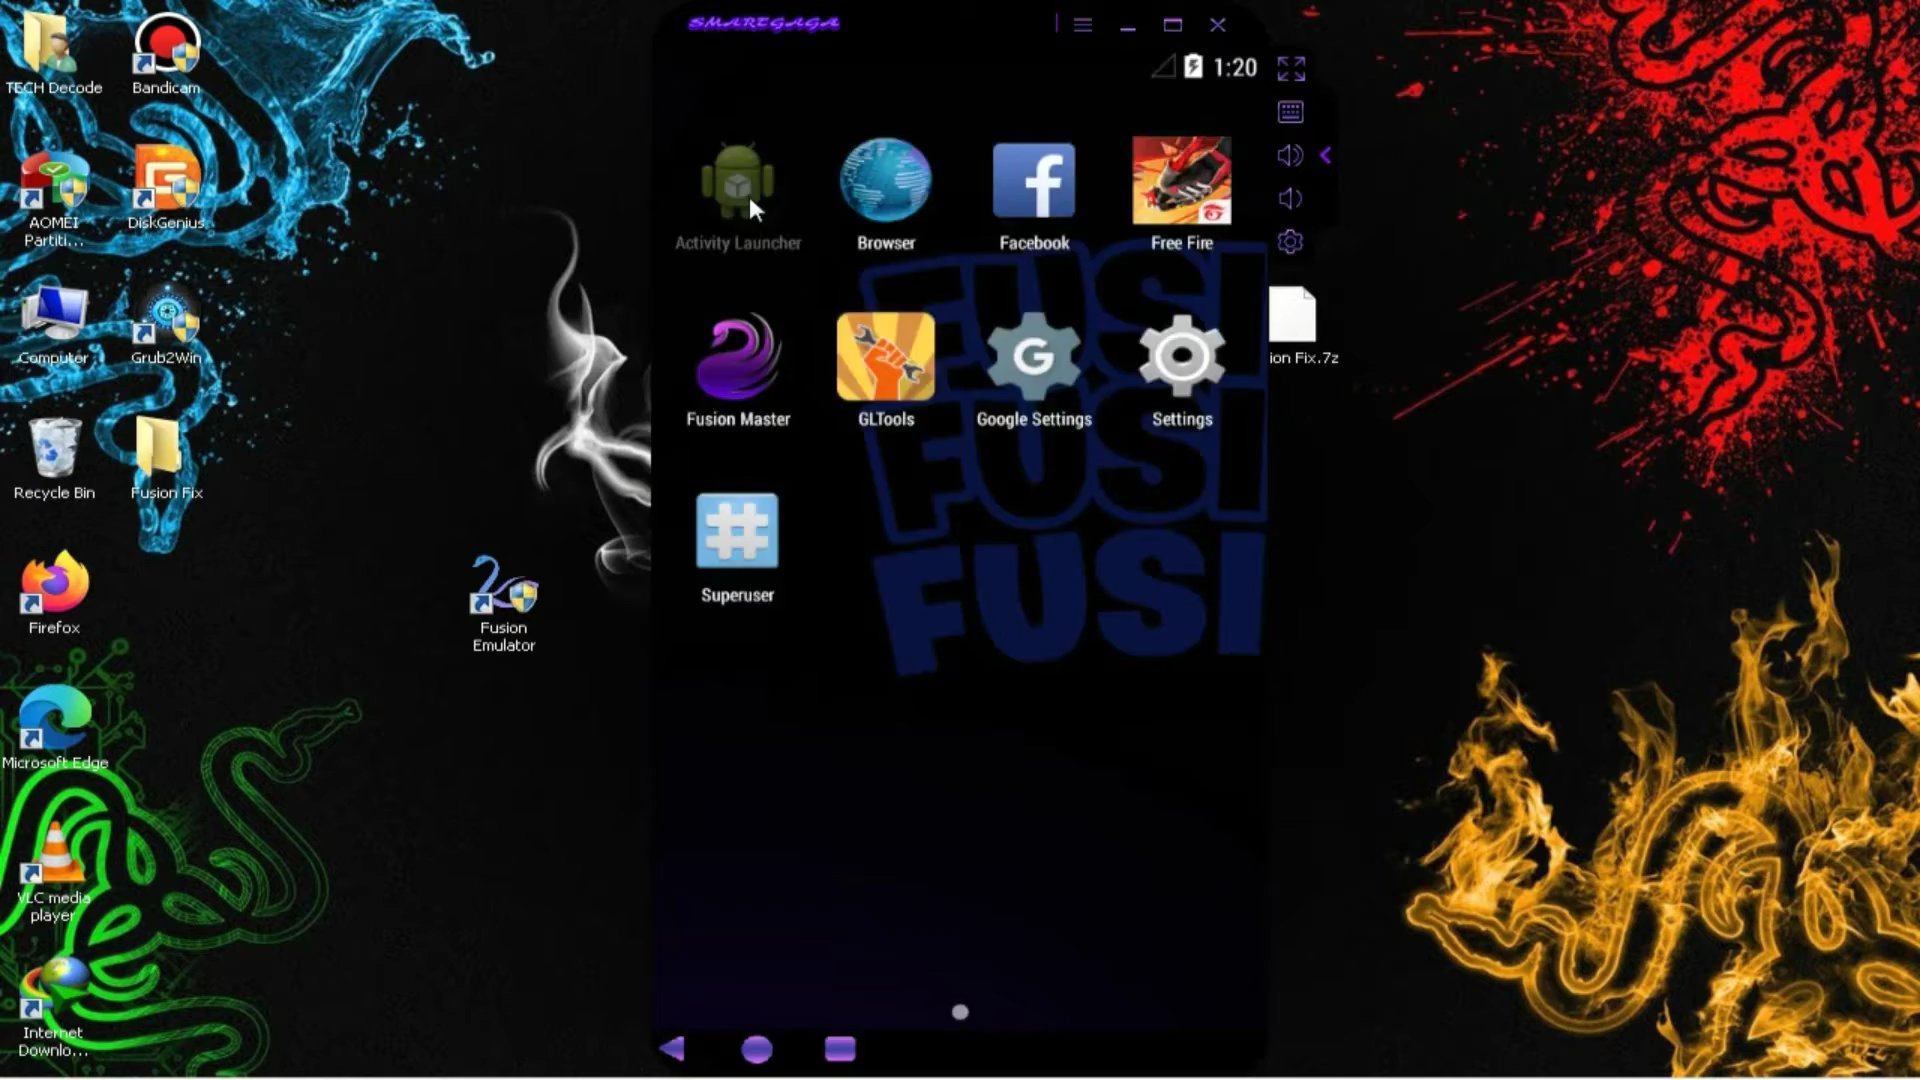 SMARTGAGA
1:20
TECH Decode
Bandicam
Activity Launcher
Browser
Facebook
Free Fire
AOMEI
Partiti...
DiskGenius
Computer
Grub2Win
ion Fix.7z
Fusion Master
GLTools
Google Settings
Settings
Recycle Bin
Fusion Fix
Superuser
Firefox
Fusion
Emulator
Microsoft Edge
VLC media
player
Internet
Downlo...
FUSI
FUSI
FUSI
G